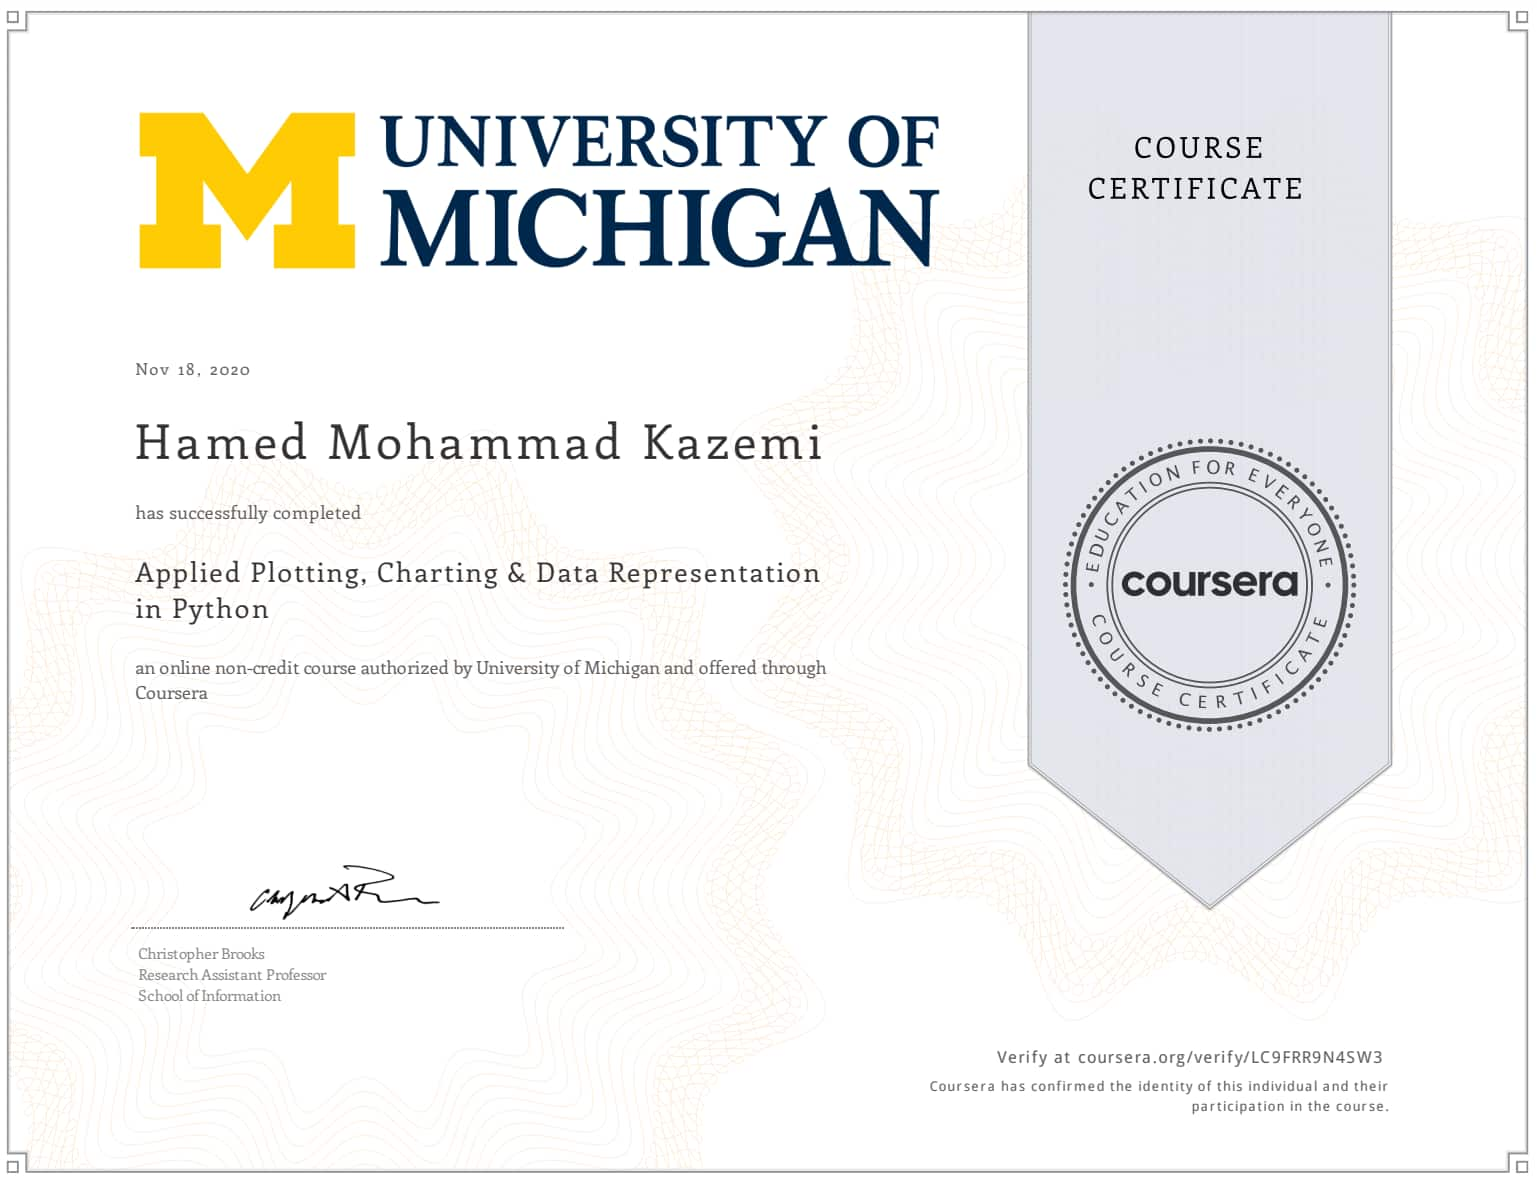 UNIVERSITY OF
MICHIGAN
COURSE
CERTIFICATE
Nov 18, 2020
Hamed Mohammad Kazemi
has successfully completed
Applied Plotting, Charting & Data Representation
in Python
an online non-credit course authorized by University of Michigan and offered through
Coursera
EDUCATION FOR EVERYONE
coursera
COURSE CERTIFICATE
Christopher Brooks
Research Assistant Professor
School of Information
Verify at coursera.org/verify/LC9FRR9N4SW3
Coursera has confirmed the identity of this individual and their
participation in the course.